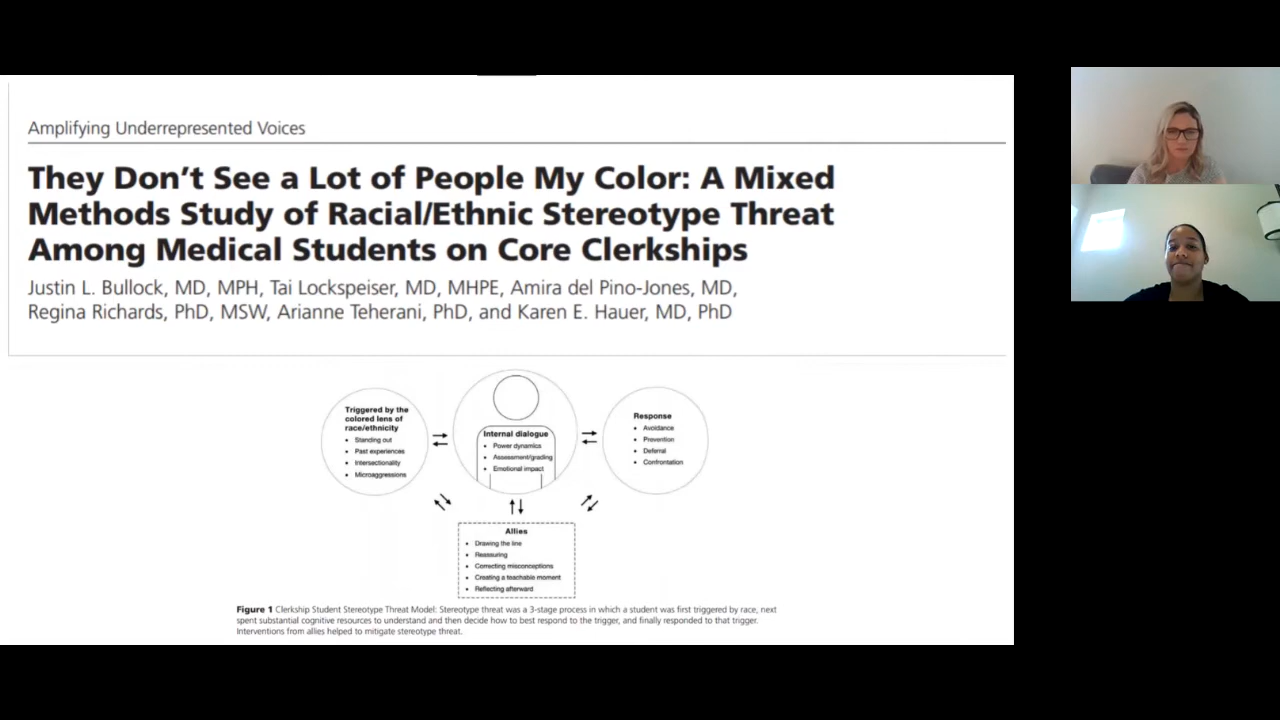 Amplifying Underrepresented Voices
They Don't See a Lot of People My Color: A Mixed
Methods Study of Racial/Ethnic Stereotype Threat
Among Medical Students on Core Clerkships
Justin L. Bullock, MD, MPH, Tai Lockspeiser, MD, MHPE, Amira del Pino-Jones, MD,
Regina Richards, PhD, MSW, Arianne Teherani, PhD, and Karen E. Hauer, MD, PhD
Triggered by the
colored lens of
race/ethnicity
• Standing out
• Past experiences
• Intersectionality
• Microaggressions
Internal dialogue
• Power dynamics
• Assessment/grading
• Emotional impact
Response
• Avoidance
• Prevention
• Deferral
• Confrontation
Allies
• Drawing the line
• Reassuring
• Correcting misconceptions
• Creating a teachable moment
• Reflecting afterward
Figure 1 Clerkship Student Stereotype Threat Model: Stereotype threat was a 3-stage process in which a student was first triggered by race, next
spent substantial cognitive resources to understand and then decide how to best respond to the trigger, and finally responded to that trigger.
Interventions from allies helped to mitigate stereotype threat.